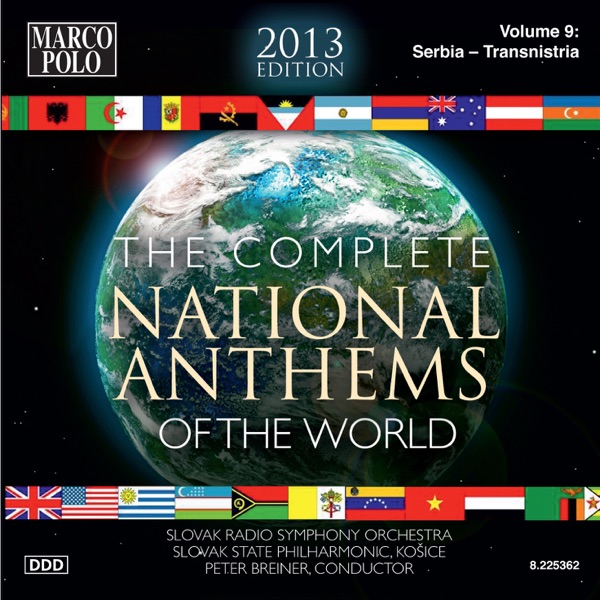 MARCO
POLO
2013
EDITION
Volume 9:
Serbia – Transnistria
THE COMPLETE
NATIONAL
ANTHEMS
OF THE WORLD
SLOVAK RADIO SYMPHONY ORCHESTRA
SLOVAK STATE PHILHARMONIC, KOŠICE
PETER BREINER, CONDUCTOR
DDD
8.225362